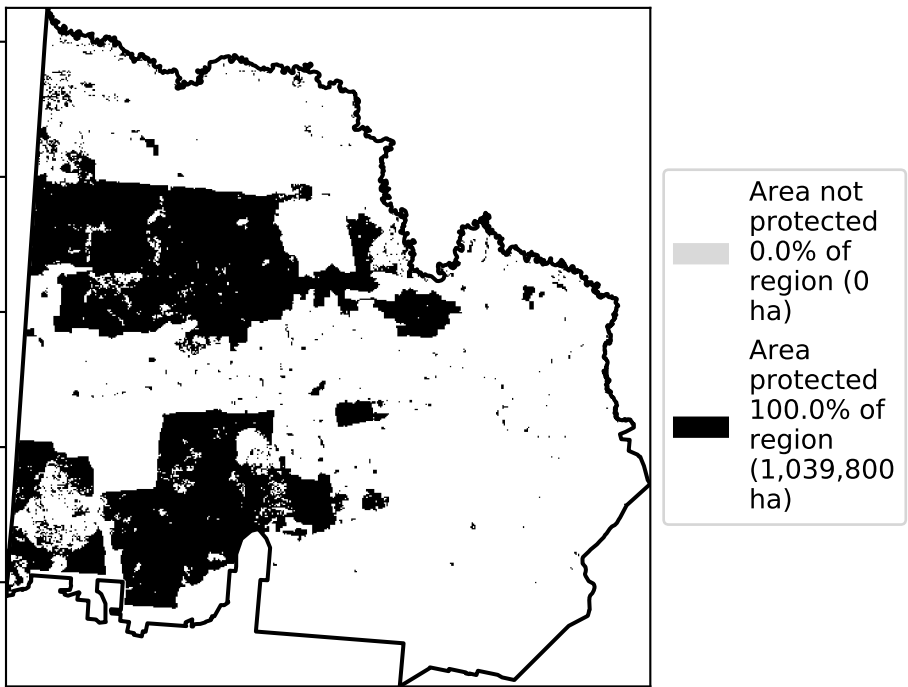 Area not
protected
0.0% of
region (0
ha)
Area
protected
100.0% of
region
(1,039,800
ha)